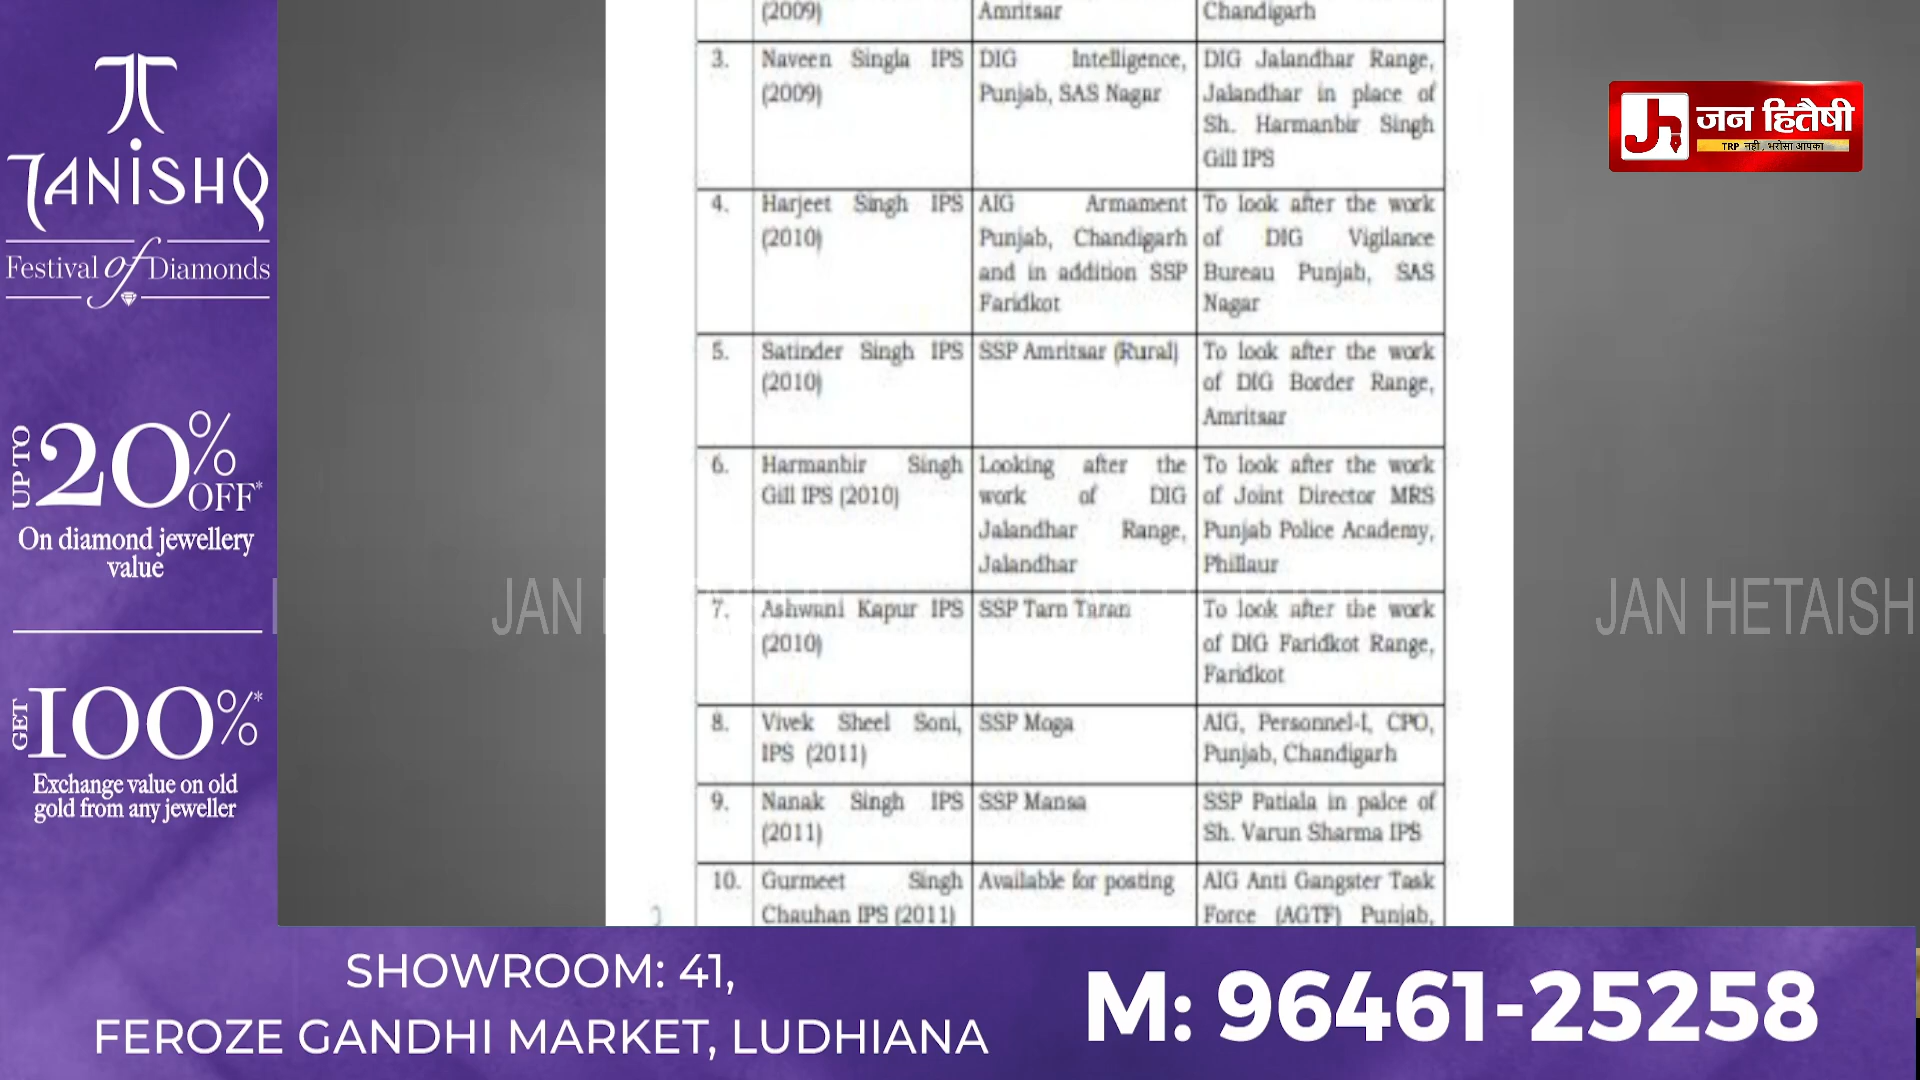 TANISHQ
Festival of Diamonds
UPTO 20% OFF*
On diamond jewellery
value
GET 100%*
Exchange value on old
gold from any jeweller
(2009) Amritsar Chandigarh
3. Naveen Singla IPS (2009)
DIG Intelligence, Punjab, SAS Nagar
DIG Jalandhar Range, Jalandhar in place of Sh. Harmanbir Singh Gill IPS
4. Harjeet Singh IPS (2010)
AIG Armament Punjab, Chandigarh and in addition SSP Faridkot
To look after the work of DIG Vigilance Bureau Punjab, SAS Nagar
5. Satinder Singh IPS (2010)
SSP Amritsar (Rural)
To look after the work of DIG Border Range, Amritsar
6. Harmanbir Singh Gill IPS (2010)
Looking after the work of DIG Jalandhar Range, Jalandhar
To look after the work of Joint Director MRS Punjab Police Academy, Phillaur
7. Ashwani Kapur IPS (2010)
SSP Tarn Taran
To look after the work of DIG Faridkot Range, Faridkot
8. Vivek Sheel Soni, IPS (2011)
SSP Moga
AIG, Personnel-I, CPO, Punjab, Chandigarh
9. Nanak Singh IPS (2011)
SSP Mansa
SSP Patiala in palce of Sh. Varun Sharma IPS
10. Gurmeet Singh Chauhan IPS (2011)
Available for posting
AIG Anti Gangster Task Force (AGTF) Punjab,
जन हितैषी
TRP नही , भरोसा आपका
JAN
JAN HETAISH
SHOWROOM: 41,
FEROZE GANDHI MARKET, LUDHIANA
M: 96461-25258